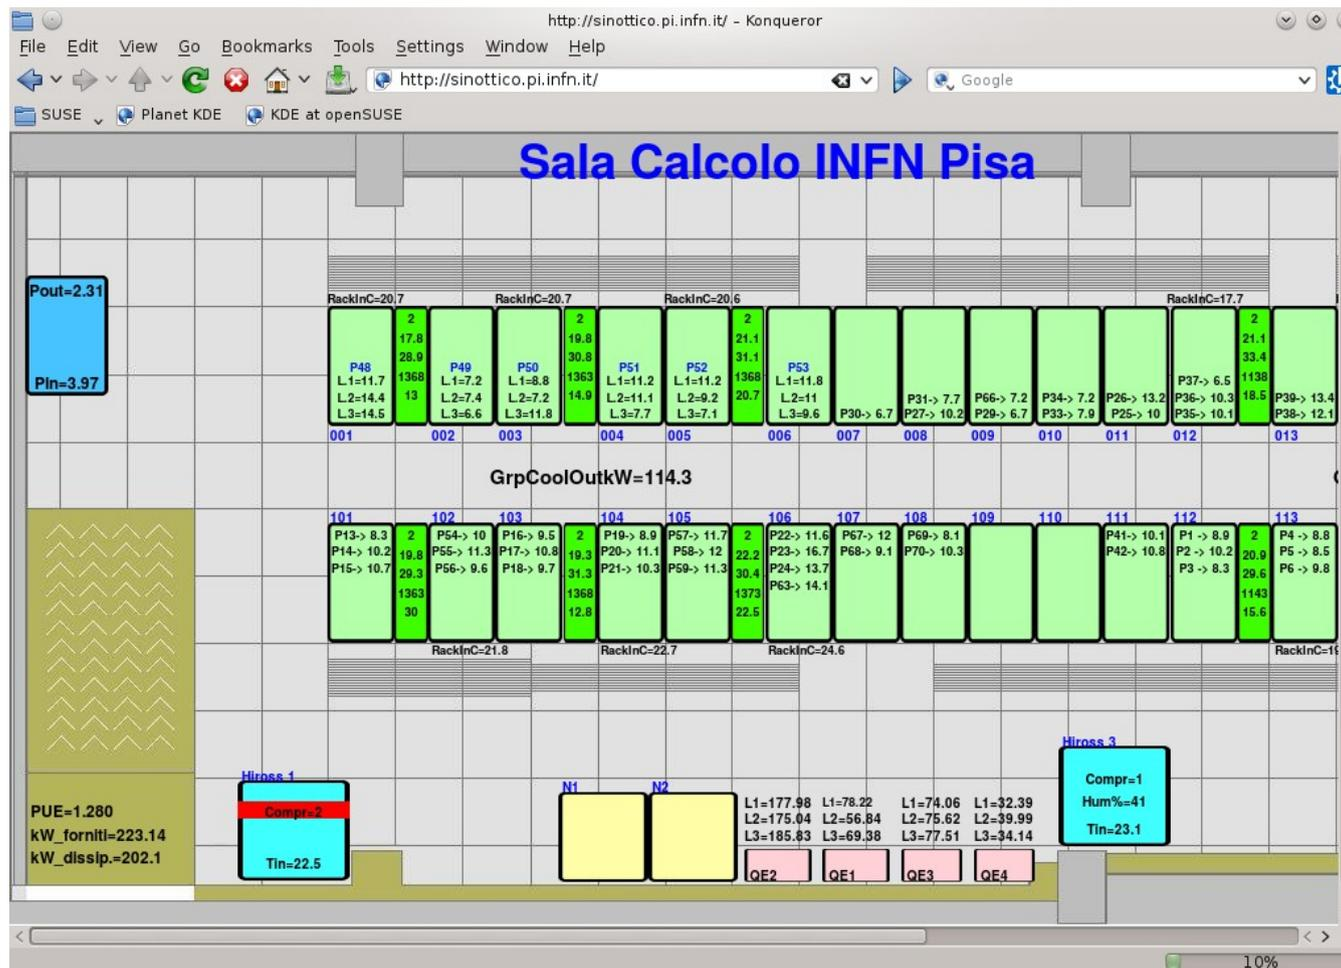 http://sinottico.pi.infn.it/ - Konqueror
File Edit View Go Bookmarks Tools Settings Window Help
http://sinottico.pi.infn.it/ Google
SUSE Planet KDE KDE at openSUSE
Sala Calcolo INFN Pisa
Pout=2.31
PIn=3.97
RackInC=20.7 RackInC=20.7 RackInC=20.6 RackInC=17.7
P48
L.1=11.7
L.2=14.4
L.3=14.5
001
2
17.8
28.9
1368
13
P49
L.1=7.2
L.2=7.4
L.3=6.6
002
P50
L.1=8.8
L.2=7.2
L.3=11.8
003
2
19.8
30.8
1363
14.9
P51
L.1=11.2
L.2=11.1
L.3=7.7
004
P52
L.1=11.2
L.2=9.2
L.3=7.1
005
2
21.1
31.1
1368
20.7
P53
L.1=11.8
L.2=11
L.3=9.6
006
P30-> 6.7
007
P31-> 7.7
P27-> 10.2
008
P66-> 7.2
P29-> 6.7
009
P34-> 7.2
P33-> 7.9
010
P26-> 13.2
P25-> 10
011
P37-> 6.5
P36-> 10.3
P35-> 10.1
012
2
21.1
33.4
1138
18.5
P39-> 13.4
P38-> 12.1
013
GrpCoolOutkW=114.3
101
P13-> 8.3
P14-> 10.2
P15-> 10.7
2
19.8
29.3
1363
30
102
P54-> 10
P55-> 11.3
P56-> 9.6
103
P16-> 9.5
P17-> 10.8
P18-> 9.7
2
19.3
31.3
1368
12.8
104
P19-> 8.9
P20-> 11.1
P21-> 10.3
105
P57-> 11.7
P58-> 12
P59-> 11.3
2
22.2
30.4
1373
22.5
106
P22-> 11.6
P23-> 16.7
P24-> 13.7
P63-> 14.1
107
P67-> 12
P68-> 9.1
108
P69-> 8.1
P70-> 10.3
109
110
111
P41-> 10.1
P42-> 10.8
112
P1 -> 8.9
P2 -> 10.2
P3 -> 8.3
2
20.9
29.6
1143
15.6
113
P4 -> 8.8
P5 -> 8.5
P6 -> 9.8
RackInC=21.8 RackInC=22.7 RackInC=24.6 RackInC=19
PUE=1.280
kW_forniti=223.14
kW_dissip.=202.1
Hiross 1
Compr=2
Tin=22.5
N1 N2
L1=177.98
L2=175.04
L3=185.83
QE2
L1=78.22
L2=56.84
L3=69.38
QE1
L1=74.06
L2=75.62
L3=77.51
QE3
L1=32.39
L2=39.99
L3=34.14
QE4
Hiross 3
Compr=1
Hum%=41
Tin=23.1
10%